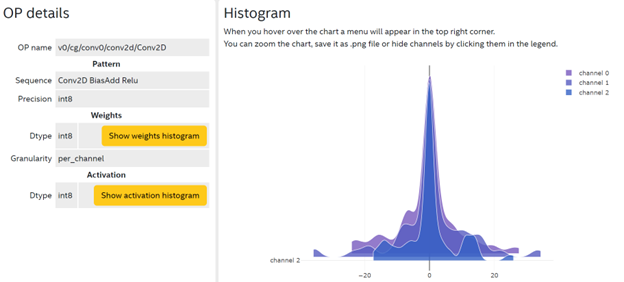 OP details
OP name v0/cg/conv0/conv2d/Conv2D
Pattern
Sequence Conv2D BiasAdd Relu
Precision int8
Weights
Dtype int8 Show weights histogram
Granularity per_channel
Activation
Dtype int8 Show activation histogram
Histogram
When you hover over the chart a menu will appear in the top right corner.
You can zoom the chart, save it as .png file or hide channels by clicking them in the legend.
channel 0
channel 1
channel 2
channel 2
−20 0 20